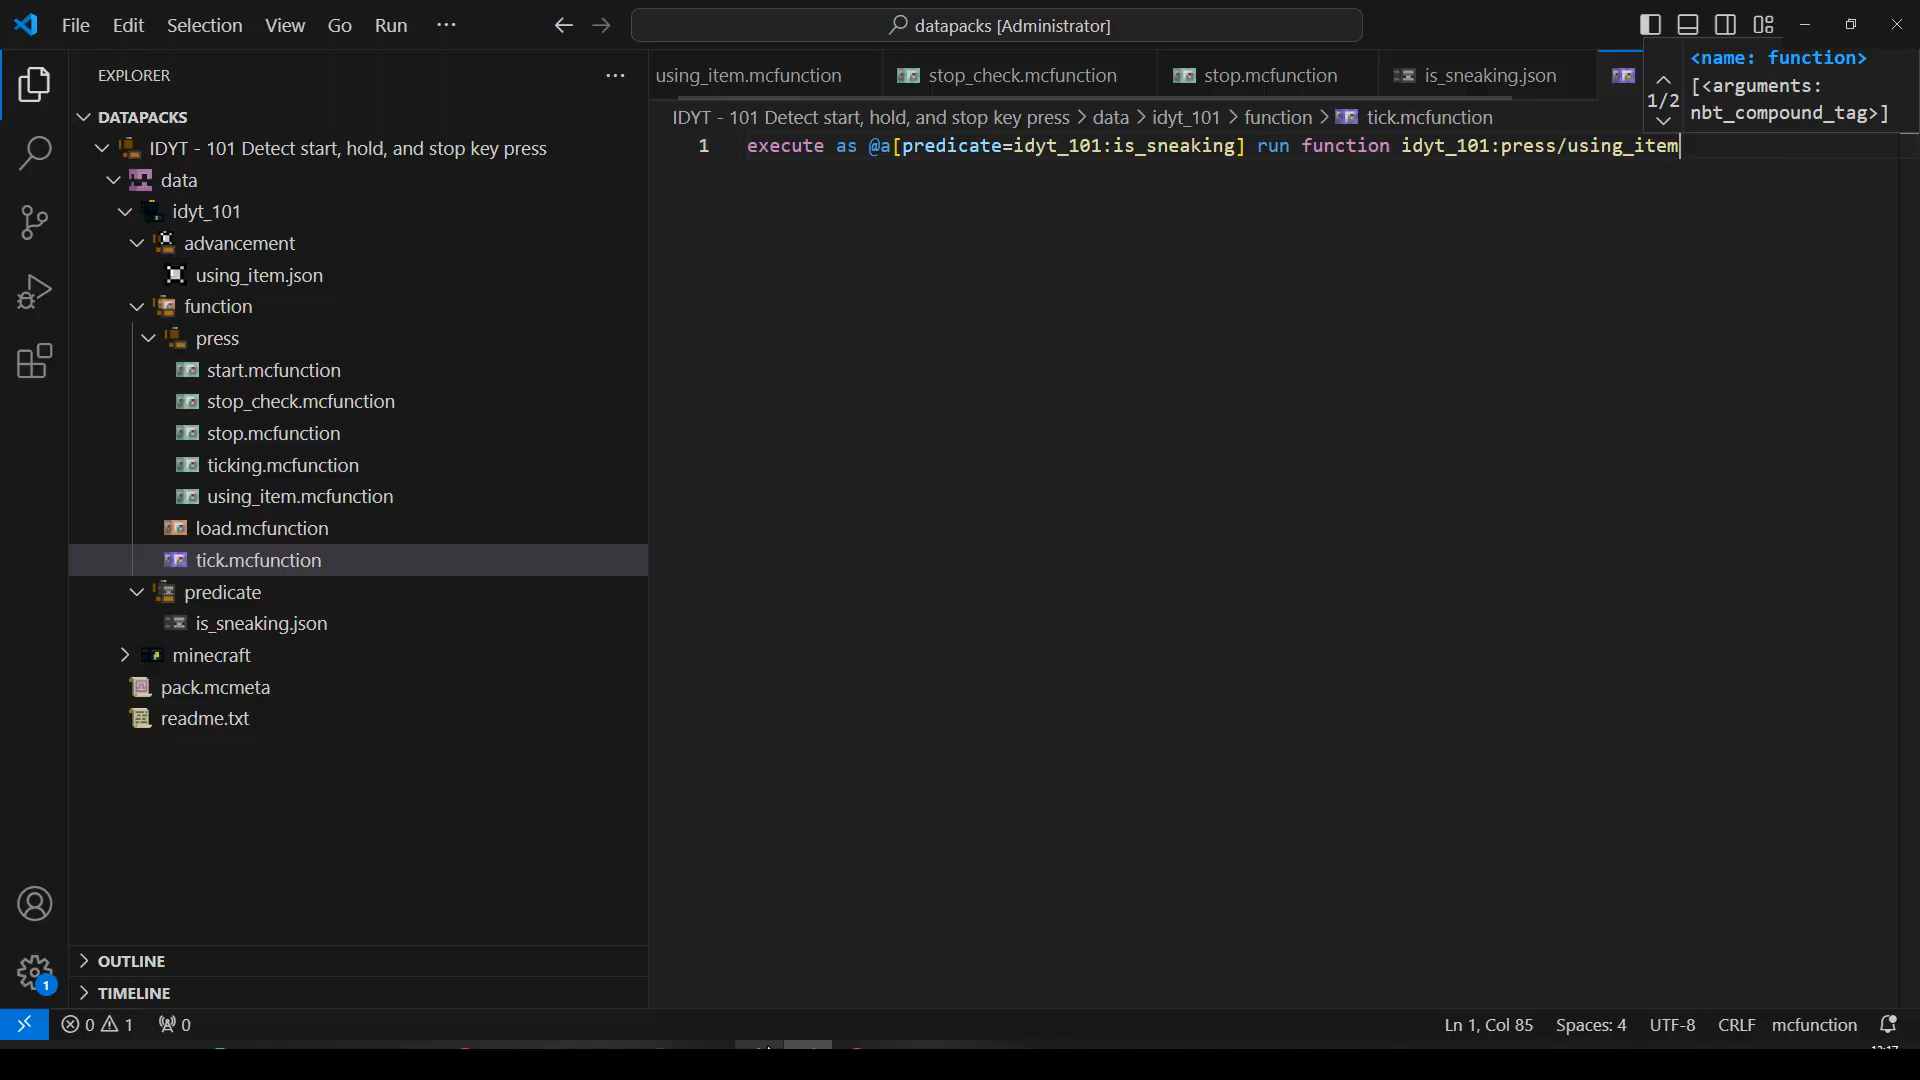 File Edit Selection View Go Run ··· datapacks [Administrator]
EXPLORER ···
DATAPACKS
IDYT - 101 Detect start, hold, and stop key press
data
idyt_101
advancement
using_item.json
function
press
start.mcfunction
stop_check.mcfunction
stop.mcfunction
ticking.mcfunction
using_item.mcfunction
load.mcfunction
tick.mcfunction
predicate
is_sneaking.json
minecraft
pack.mcmeta
readme.txt
OUTLINE
TIMELINE
using_item.mcfunction stop_check.mcfunction stop.mcfunction is_sneaking.json
1/2
<name: function>
[<arguments:
nbt_compound_tag>]
IDYT - 101 Detect start, hold, and stop key press > data > idyt_101 > function > tick.mcfunction
1 execute as @a[predicate=idyt_101:is_sneaking] run function idyt_101:press/using_item
1
0 1 0 Ln 1, Col 85 Spaces: 4 UTF-8 CRLF mcfunction